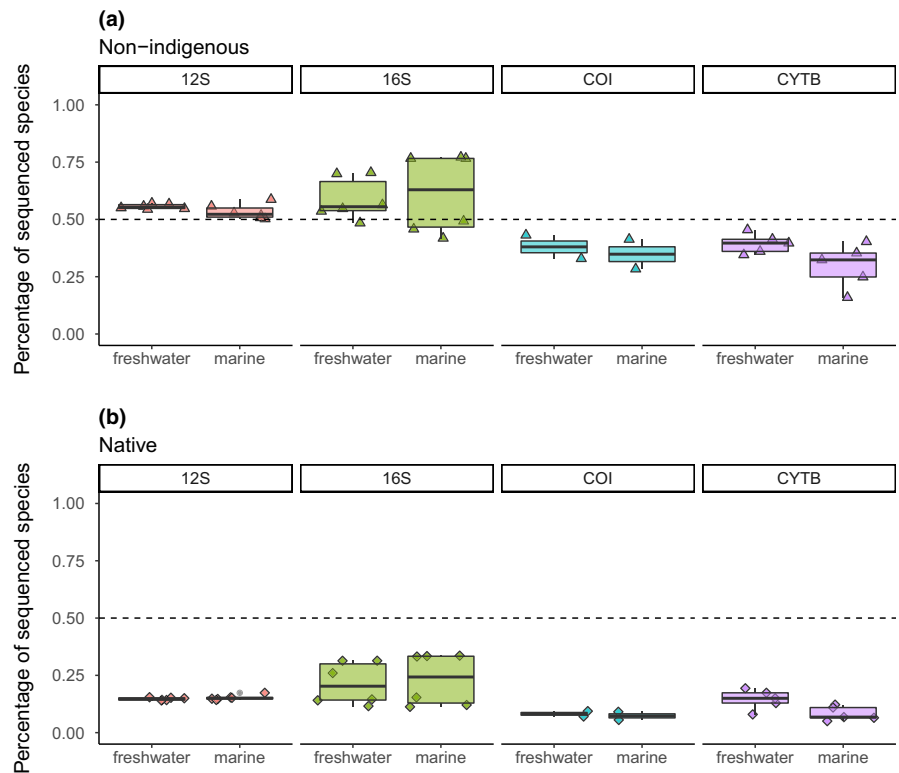 (a)
Non−indigenous
12S 16S COI CYTB
Percentage of sequenced species
1.00
0.75
0.50
0.25
0.00
freshwater marine freshwater marine freshwater marine freshwater marine
(b)
Native
12S 16S COI CYTB
Percentage of sequenced species
1.00
0.75
0.50
0.25
0.00
freshwater marine freshwater marine freshwater marine freshwater marine